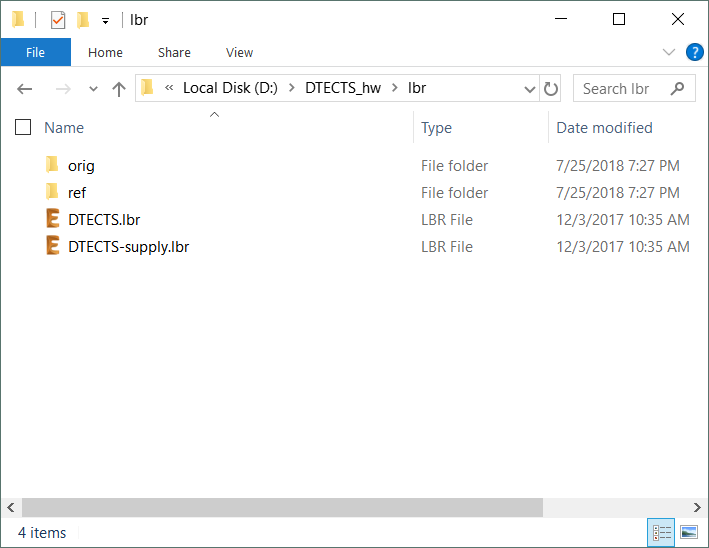 lbr
File Home Share View
« Local Disk (D:) > DTECTS_hw > lbr Search lbr
Name Type Date modified
orig File folder 7/25/2018 7:27 PM
ref File folder 7/25/2018 7:27 PM
DTECTS.lbr LBR File 12/3/2017 10:35 AM
DTECTS-supply.lbr LBR File 12/3/2017 10:35 AM
4 items